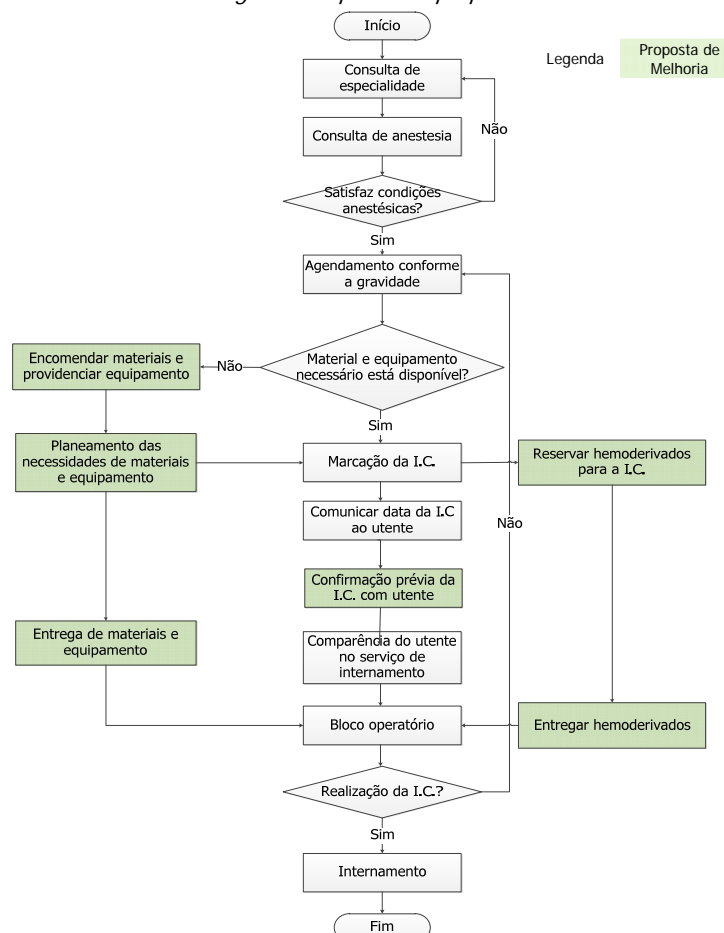 Início
Legenda
Proposta de
Melhoria
Consulta de
especialidade
Consulta de anestesia
Não
Satisfaz condições
anestésicas?
Sim
Agendamento conforme
a gravidade
Encomendar materiais e
providenciar equipamento
Não
Material e equipamento
necessário está disponível?
Sim
Planeamento das
necessidades de materiais
e equipamento
Marcação da I.C.
Reservar hemoderivados
para a I.C.
Comunicar data da I.C
ao utente
Não
Confirmação prévia da
I.C. com utente
Entrega de materiais e
equipamento
Comparência do utente
no serviço de
internamento
Bloco operatório
Entregar hemoderivados
Realização da I.C.?
Sim
Internamento
Fim